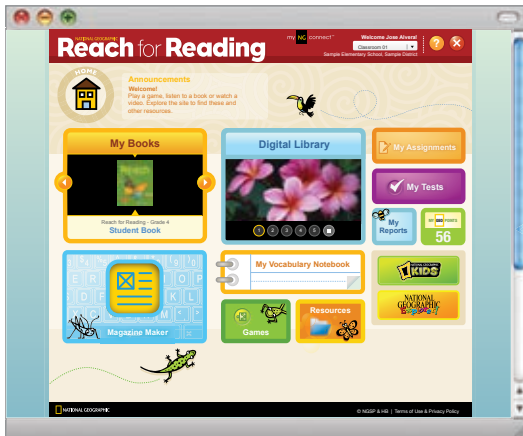 NATIONAL GEOGRAPHIC
Reach for Reading
my NG connect
Welcome Jose Alvera!
Classroom 01
Sample Elementary School, Sample District
? X
HOME
Announcements
Welcome!
Play a game, listen to a book or watch a
video. Explore the site to find these and
other resources.
My Books
Reach for Reading - Grade 4
Student Book
Digital Library
1 2 3 4 5
My Assignments
My Tests
My
Reports
POINTS
56
Magazine Maker
My Vocabulary Notebook
Games
Resources
NATIONAL GEOGRAPHIC
KIDS
NATIONAL
GEOGRAPHIC
NATIONAL GEOGRAPHIC
© NGSP & HB | Terms of Use & Privacy Policy